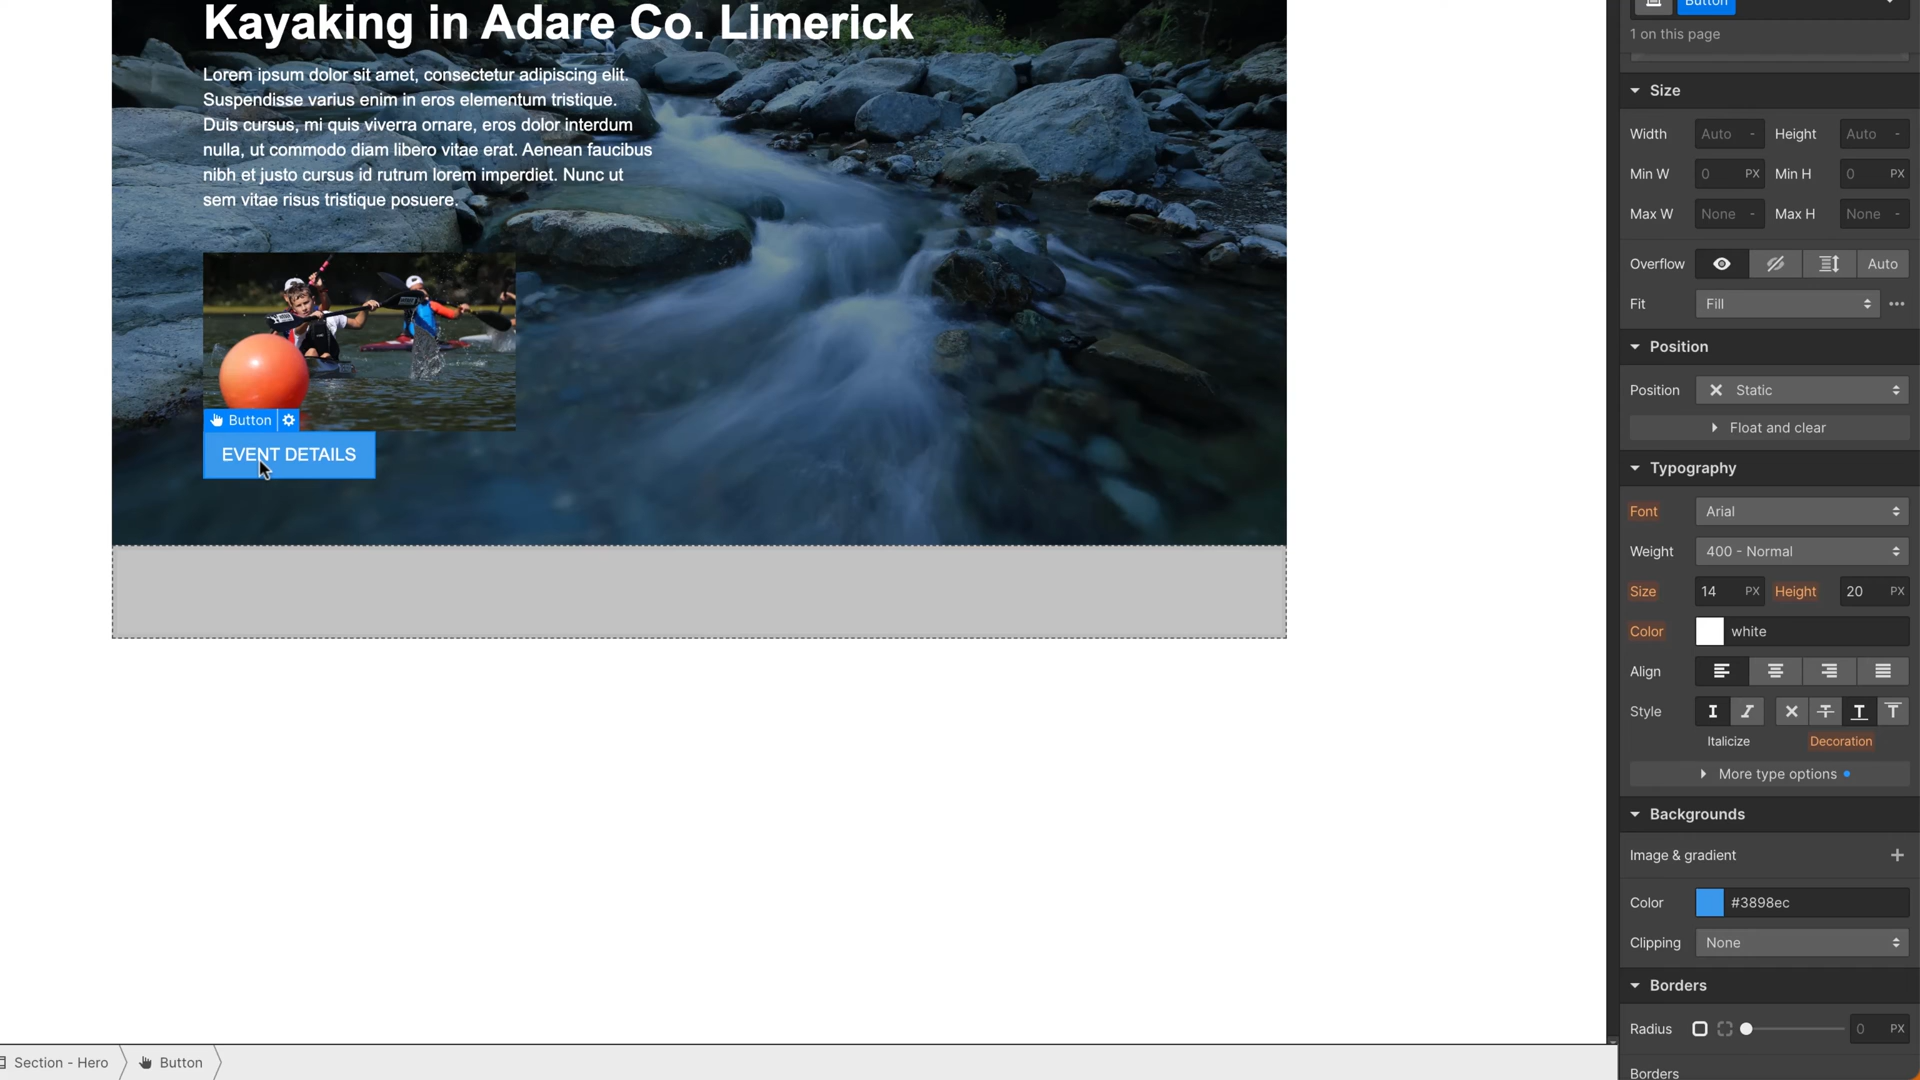 Kayaking in Adare Co. Limerick
Lorem ipsum dolor sit amet, consectetur adipiscing elit.
Suspendisse varius enim in eros elementum tristique.
Duis cursus, mi quis viverra ornare, eros dolor interdum
nulla, ut commodo diam libero vitae erat. Aenean faucibus
nibh et justo cursus id rutrum lorem imperdiet. Nunc ut
sem vitae risus tristique posuere.
Button
EVENT DETAILS
Section - Hero
Button
Button
1 on this page
Size
Width Auto - Height Auto -
Min W 0 PX Min H 0 PX
Max W None - Max H None -
Overflow Auto
Fit Fill
Position
Position Static
Float and clear
Typography
Font Arial
Weight 400 - Normal
Size 14 PX Height 20 PX
Color white
Align
Style
Italicize Decoration
More type options
Backgrounds
Image & gradient
Color #3898ec
Clipping None
Borders
Radius 0 PX
Borders